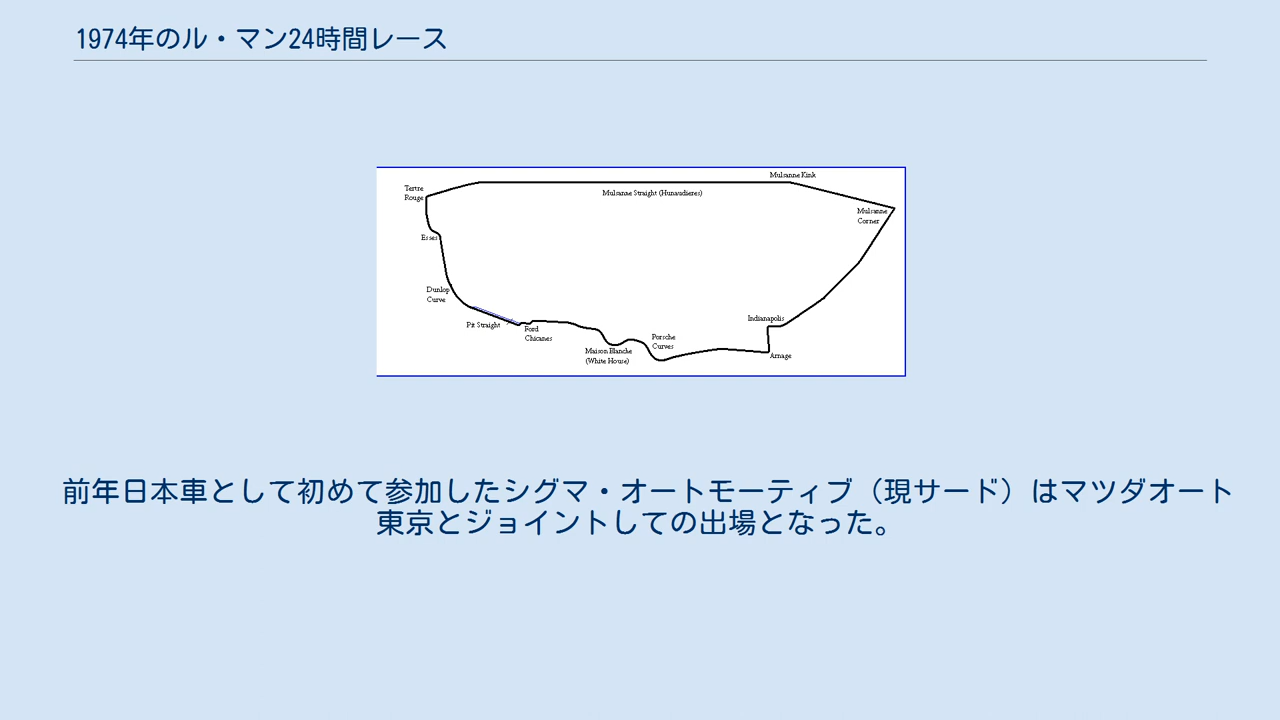 1974年のル・マン24時間レース
Mulsanne Kink
Tertre
Rouge
Mulsanne Straight (Hunaudieres)
Mulsanne
Corner
Esses
Dunlop
Curve
Pit Straight
Ford
Chicanes
Indianapolis
Porsche
Curves
Maison Blanche
(White House)
Arnage
前年日本車として初めて参加したシグマ・オートモーティブ（現サード）はマツダオート
東京とジョイントしての出場となった。